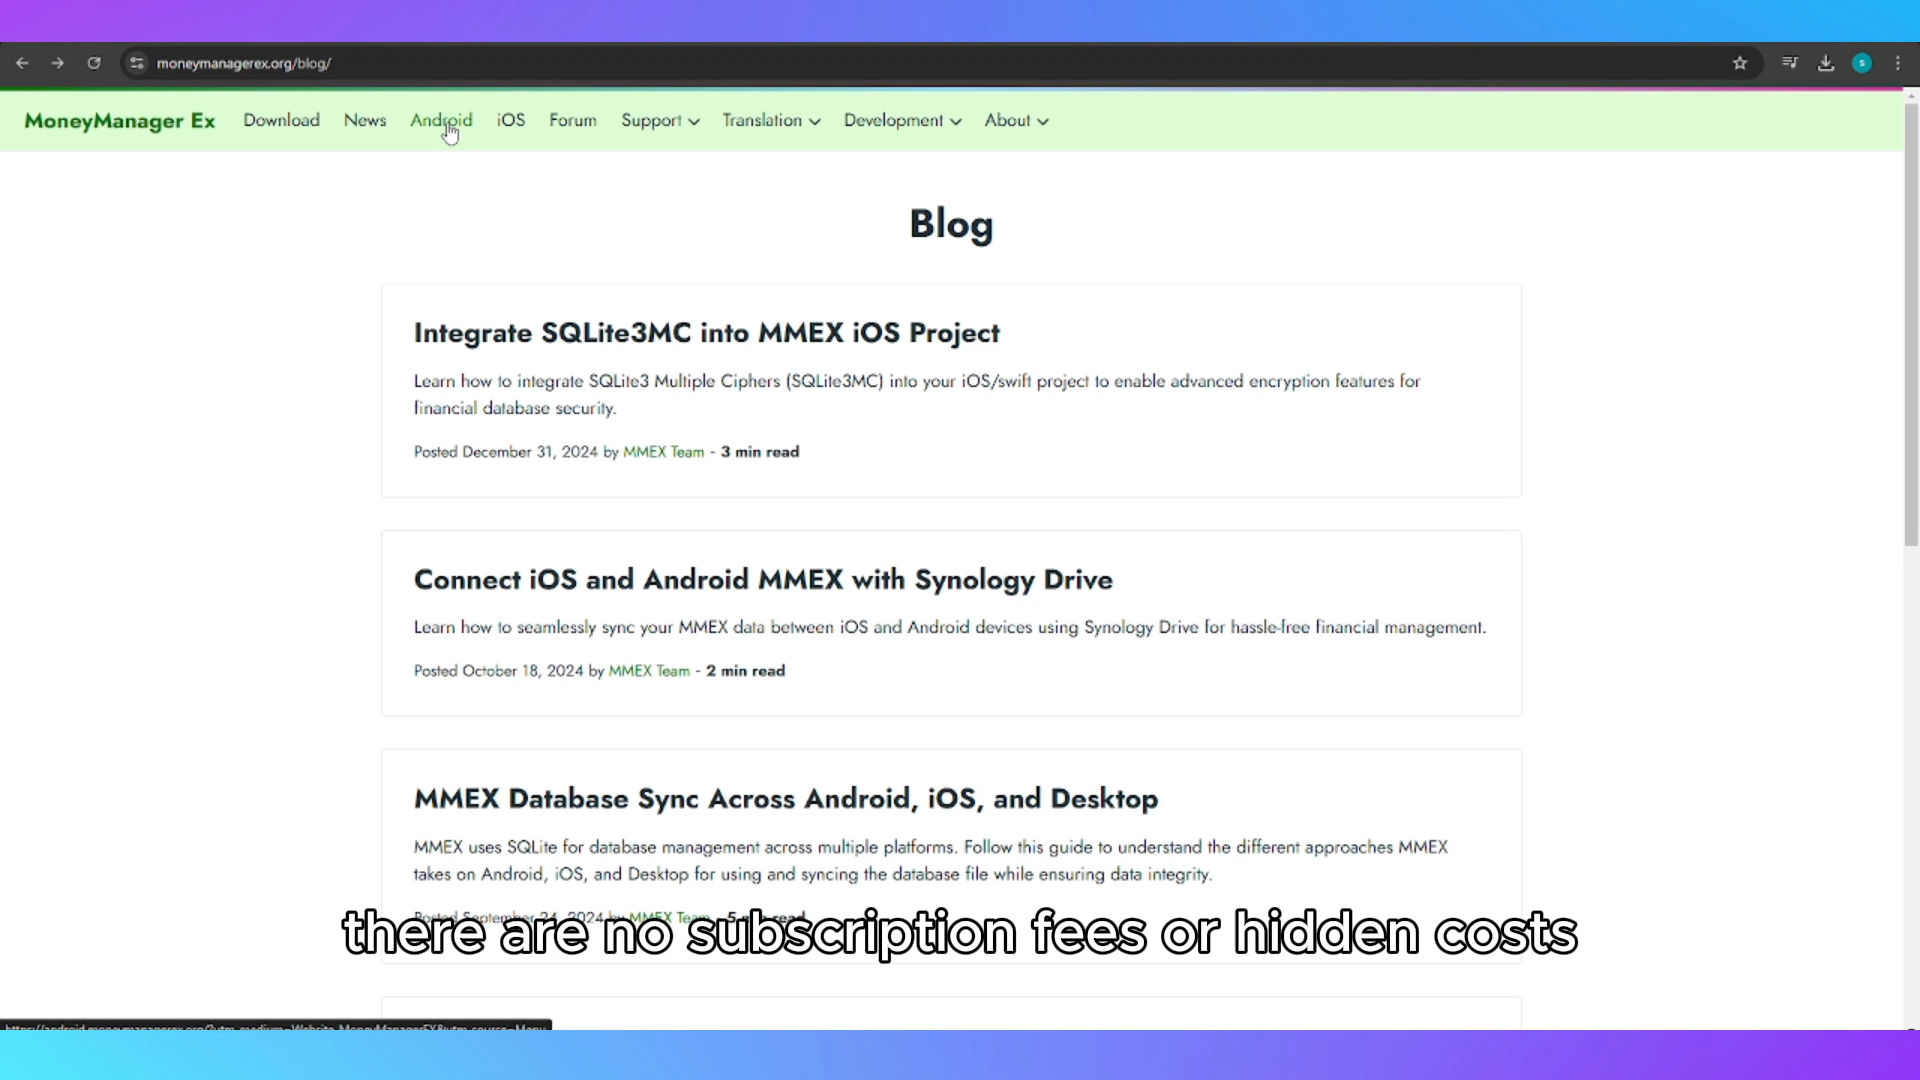 moneymanagerex.org/blog/
S
MoneyManager Ex Download News Android iOS Forum Support Translation Development About
Blog
Integrate SQLite3MC into MMEX iOS Project
Learn how to integrate SQLite3 Multiple Ciphers (SQLite3MC) into your iOS/swift project to enable advanced encryption features for
financial database security.
Posted December 31, 2024 by MMEX Team - 3 min read
Connect iOS and Android MMEX with Synology Drive
Learn how to seamlessly sync your MMEX data between iOS and Android devices using Synology Drive for hassle-free financial management.
Posted October 18, 2024 by MMEX Team - 2 min read
MMEX Database Sync Across Android, iOS, and Desktop
MMEX uses SQLite for database management across multiple platforms. Follow this guide to understand the different approaches MMEX
takes on Android, iOS, and Desktop for using and syncing the database file while ensuring data integrity.
Posted September 24, 2024 by MMEX Team - 5 min read
there are no subscription fees or hidden costs